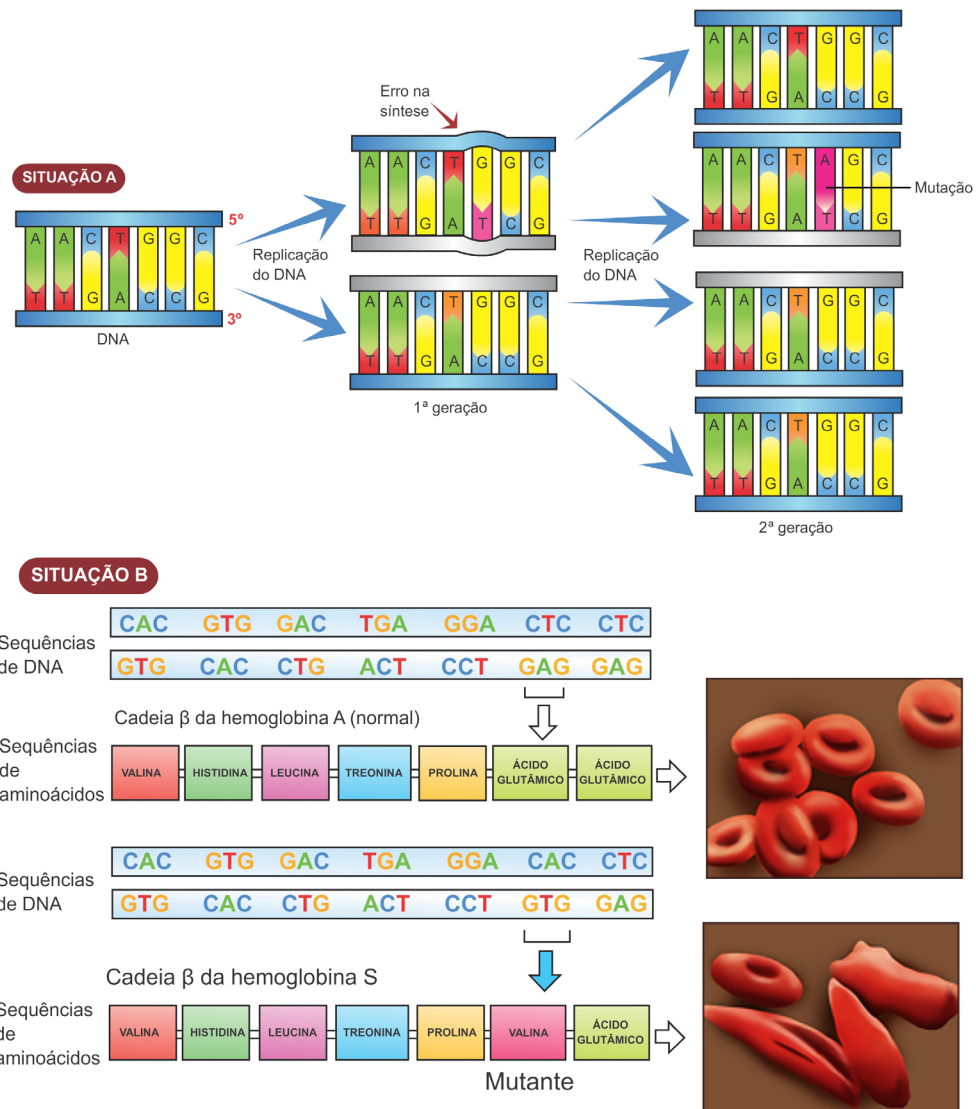 A A C T G G C
T T G A C C G
Erro na
síntese
A A C T G G C
T T G A T C G
SITUAÇÃO A
A A C T A G C
T T G A T C G
Mutação
5º
A A C T G G C
T T G A C C G
3º
DNA
Replicação
do DNA
Replicação
do DNA
A A C T G G C
T T G A C C G
1ª geração
A A C T G G C
T T G A C C G
A A C T G G C
T T G A C C G
2ª geração
SITUAÇÃO B
Sequências
de DNA
CAC GTG GAC TGA GGA CTC CTC
GTG CAC CTG ACT CCT GAG GAG
Cadeia β da hemoglobina A (normal)
Sequências
de
aminoácidos
VALINA HISTIDINA LEUCINA TREONINA PROLINA ÁCIDO GLUTÂMICO ÁCIDO GLUTÂMICO
Sequências
de DNA
CAC GTG GAC TGA GGA CAC CTC
GTG CAC CTG ACT CCT GTG GAG
Cadeia β da hemoglobina S
Sequências
de
aminoácidos
VALINA HISTIDINA LEUCINA TREONINA PROLINA VALINA ÁCIDO GLUTÂMICO
Mutante